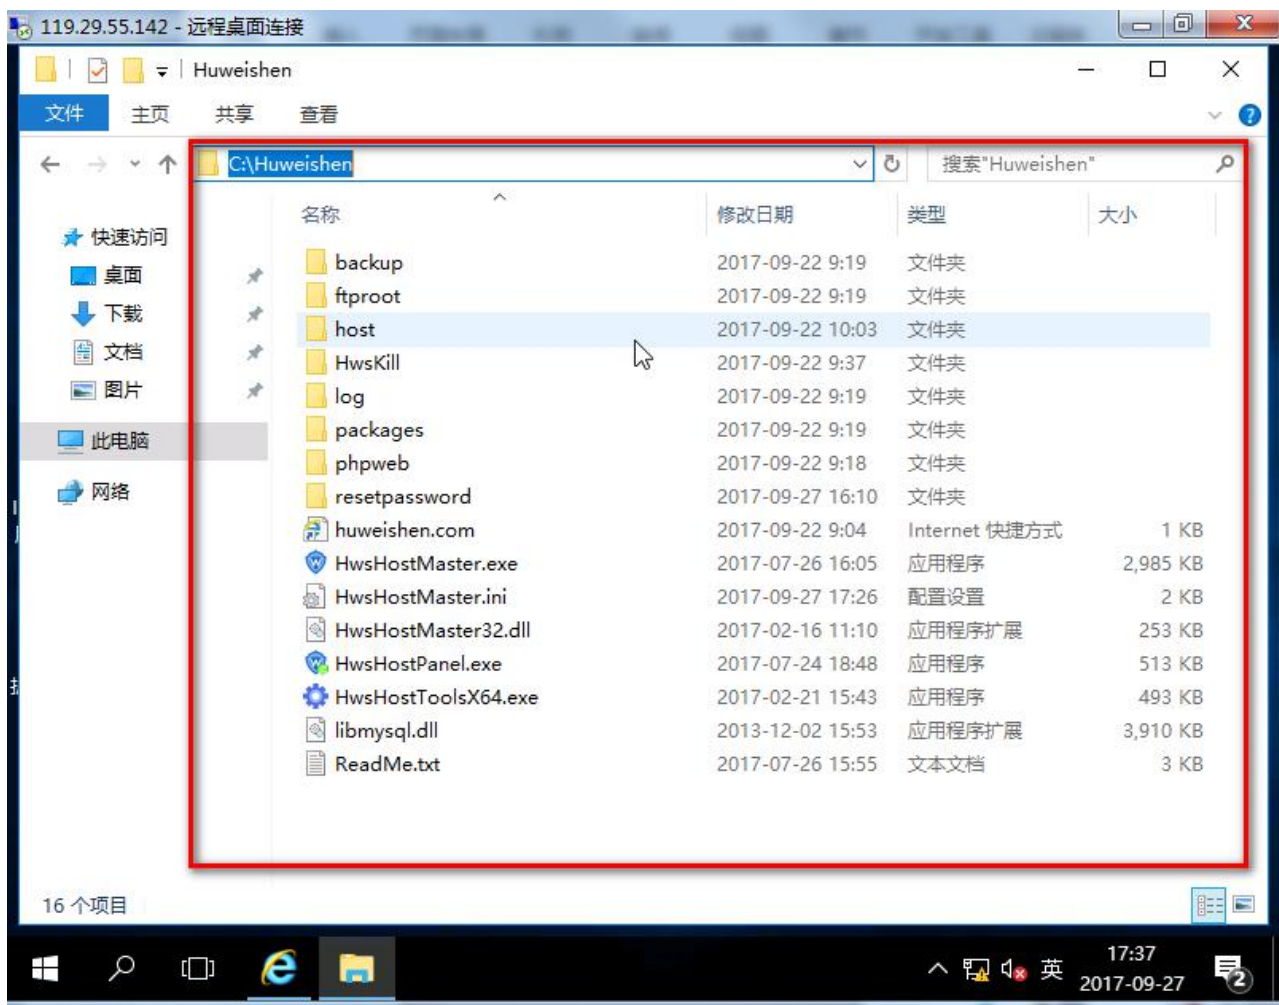 119.29.55.142 - 远程桌面连接
Huweishen
文件 主页 共享 查看
C:\Huweishen 搜索"Huweishen"
名称 修改日期 类型 大小
快速访问
桌面
下载
文档
图片
此电脑
网络
backup 2017-09-22 9:19 文件夹
ftproot 2017-09-22 9:19 文件夹
host 2017-09-22 10:03 文件夹
HwsKill 2017-09-22 9:37 文件夹
log 2017-09-22 9:19 文件夹
packages 2017-09-22 9:19 文件夹
phpweb 2017-09-22 9:18 文件夹
resetpassword 2017-09-27 16:10 文件夹
huweishen.com 2017-09-22 9:04 Internet 快捷方式 1 KB
HwsHostMaster.exe 2017-07-26 16:05 应用程序 2,985 KB
HwsHostMaster.ini 2017-09-27 17:26 配置设置 2 KB
HwsHostMaster32.dll 2017-02-16 11:10 应用程序扩展 253 KB
HwsHostPanel.exe 2017-07-24 18:48 应用程序 513 KB
HwsHostToolsX64.exe 2017-02-21 15:43 应用程序 493 KB
libmysql.dll 2013-12-02 15:53 应用程序扩展 3,910 KB
ReadMe.txt 2017-07-26 15:55 文本文档 3 KB
16 个项目
英 17:37
2017-09-27 2